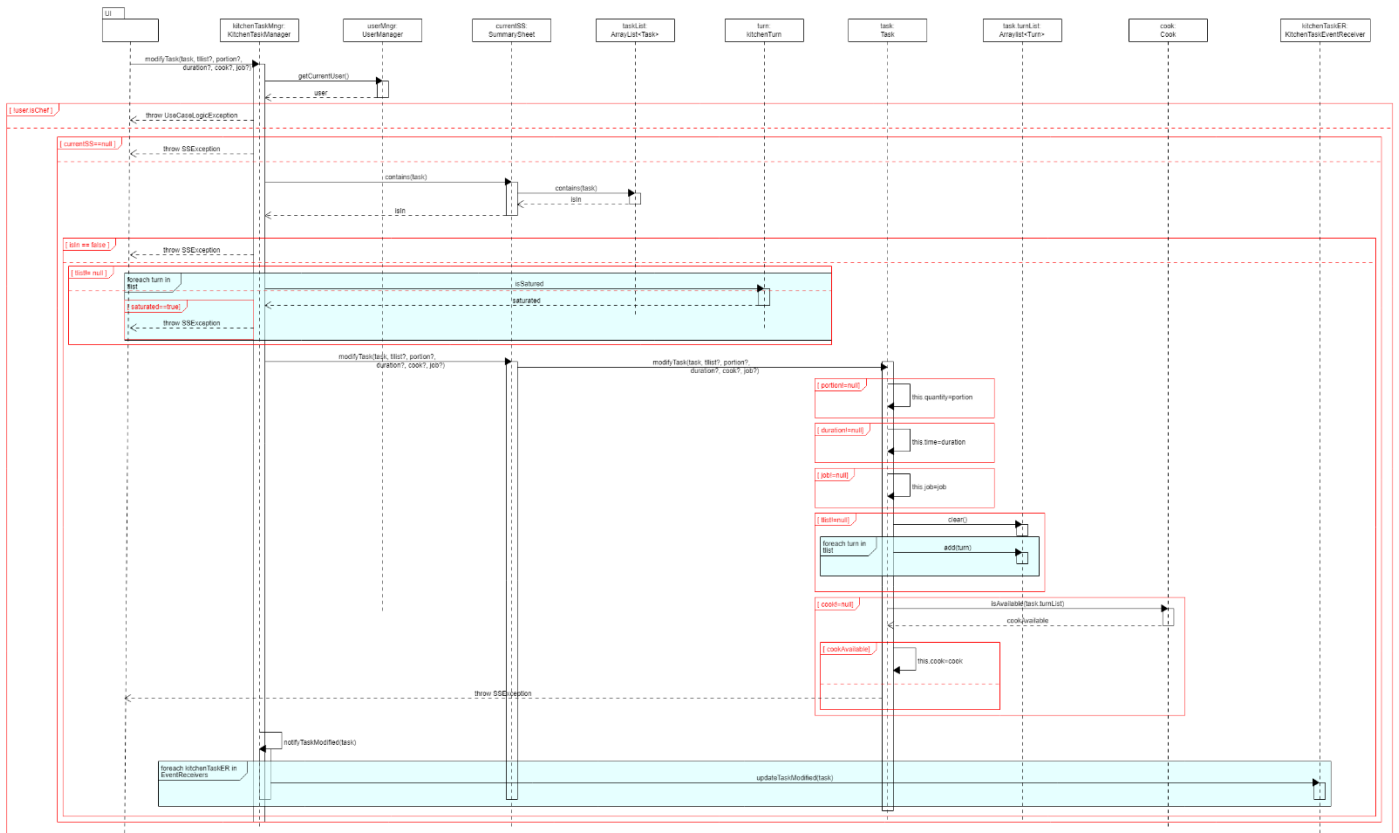 UI
kitchenTaskMngr:
KitchenTaskManager
userMngr:
UserManager
currentSS:
SummarySheet
taskList:
ArrayList<Task>
turn:
kitchenTurn
task:
Task
task.turnList:
Arraylist<Turn>
cook:
Cook
kitchenTaskER:
KitchenTaskEventReceiver
modifyTask(task, tllist?, portion?,
duration?, cook?, job?)
getCurrentUser()
user
[ !user.isChef ]
throw UseCaseLogicException
[ currentSS==null ]
throw SSException
contains(task)
contains(task)
isIn
isIn
[ isIn == false ]
throw SSException
[ tlist!= null ]
foreach turn in
tlist
isSatured
saturated
[ saturated==true]
throw SSException
modifyTask(task, tllist?, portion?,
duration?, cook?, job?)
modifyTask(task, tllist?, portion?,
duration?, cook?, job?)
[ portion!=null]
this.quantity=portion
[ duration!=null]
this.time=duration
[ job!=null]
this.job=job
[ tlist!=null]
clear()
foreach turn in
tlist
add(turn)
[ cook!=null]
isAvailable(task.turnList)
cookAvailable
[ cookAvailable]
this.cook=cook
throw SSException
notifyTaskModified(task)
foreach kitchenTaskER in
EventReceivers
updateTaskModified(task)